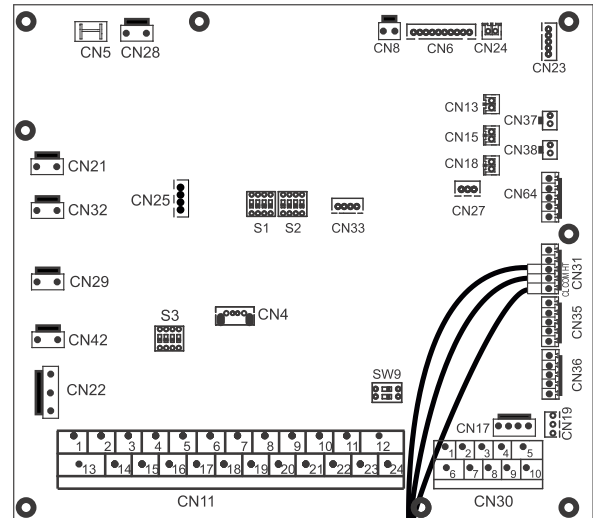 CN5 CN28
CN8 CN6 CN24
CN23
CN13
CN37
CN15
CN38
CN18
CN21
CN25
CN64
CN27
CN32
S1 S2 CN33
CN31
CL COM HT
CN29
CN4
S3
CN35
CN42
CN36
SW9
CN22
CN17
CN19
1 2 3 4 5 6 7 8 9 10 11 12
13 14 15 16 17 18 19 20 21 22 23 24
CN11
1 2 3 4 5
6 7 8 9 10
CN30